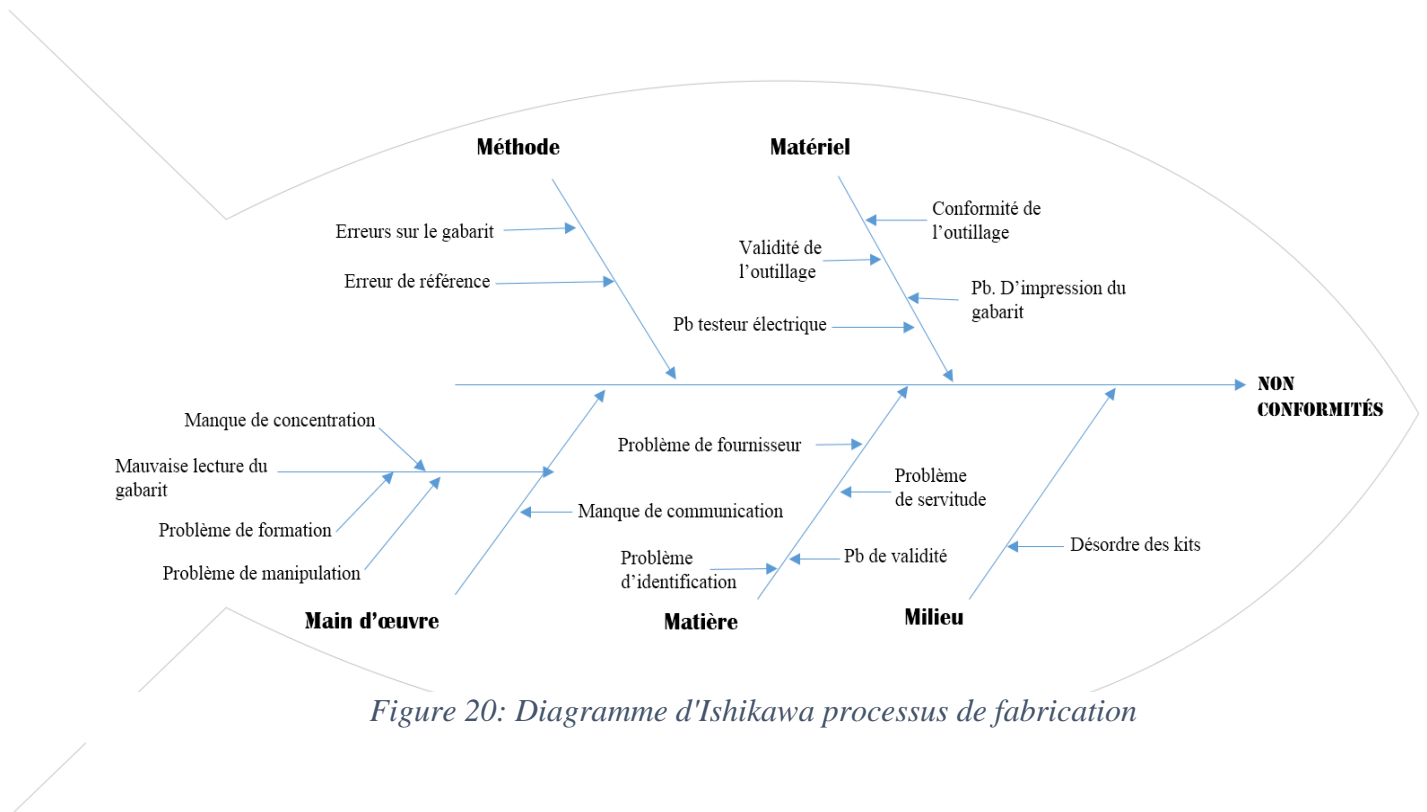 Méthode
Matériel
Erreurs sur le gabarit
Erreur de référence
Conformité de
l’outillage
Validité de
l’outillage
Pb. D’impression du
gabarit
Pb testeur électrique
NON
CONFORMITÉS
Manque de concentration
Mauvaise lecture du
gabarit
Problème de formation
Problème de manipulation
Manque de communication
Problème de fournisseur
Problème
de servitude
Problème
d’identification
Pb de validité
Désordre des kits
Main d’œuvre
Matière
Milieu
Figure 20: Diagramme d'Ishikawa processus de fabrication